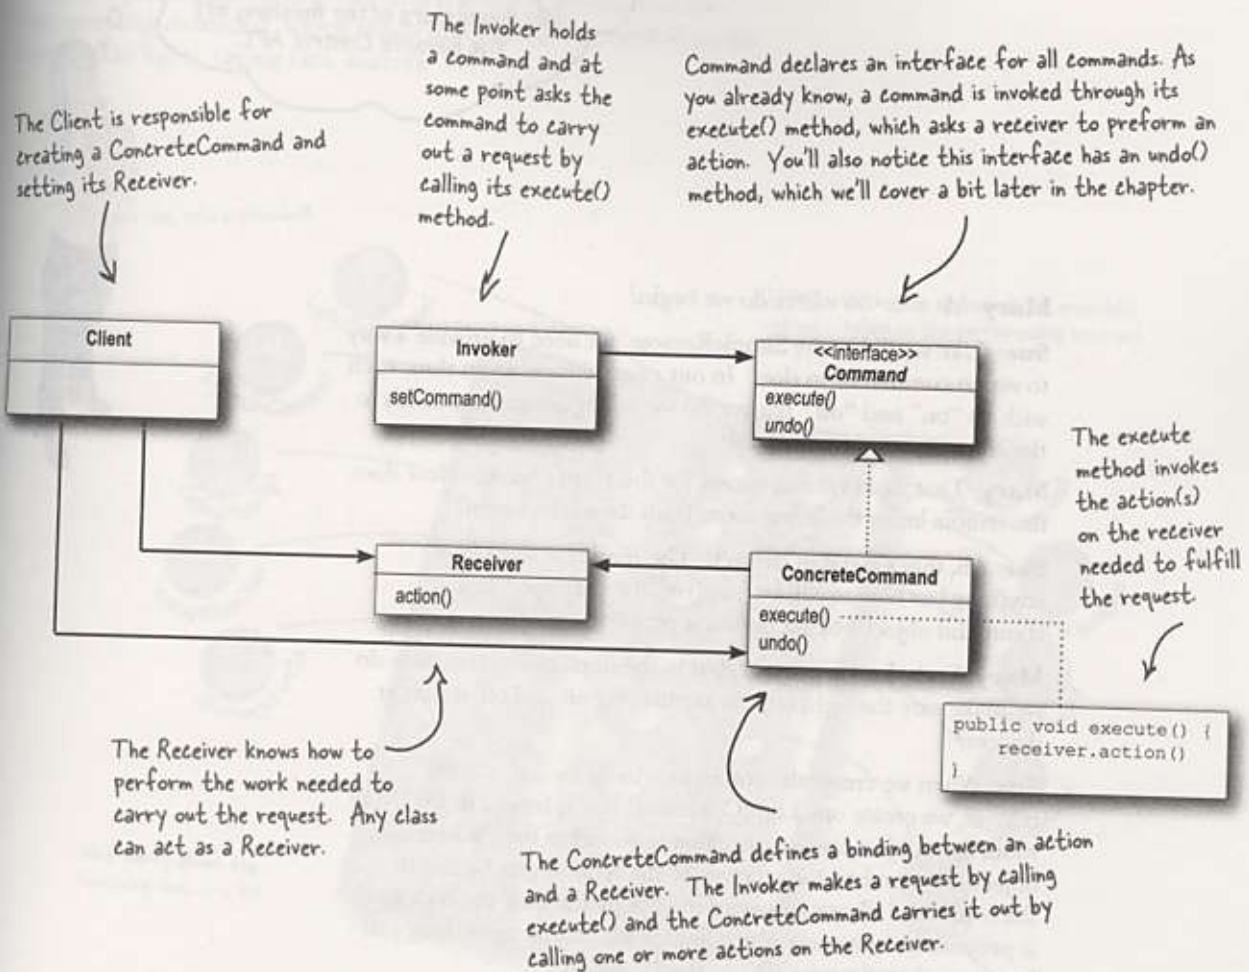 The Client is responsible for
creating a ConcreteCommand and
setting its Receiver.
The Invoker holds
a command and at
some point asks the
command to carry
out a request by
calling its execute()
method.
Command declares an interface for all commands. As
you already know, a command is invoked through its
execute() method, which asks a receiver to preform an
action. You'll also notice this interface has an undo()
method, which we'll cover a bit later in the chapter.
Client
Invoker
setCommand()
<<interface>>
Command
execute()
undo()
The execute
method invokes
the action(s)
on the receiver
needed to fulfill
the request.
Receiver
action()
ConcreteCommand
execute()
undo()
public void execute() {
receiver.action()
}
The Receiver knows how to
perform the work needed to
carry out the request. Any class
can act as a Receiver.
The ConcreteCommand defines a binding between an action
and a Receiver. The Invoker makes a request by calling
execute() and the ConcreteCommand carries it out by
calling one or more actions on the Receiver.